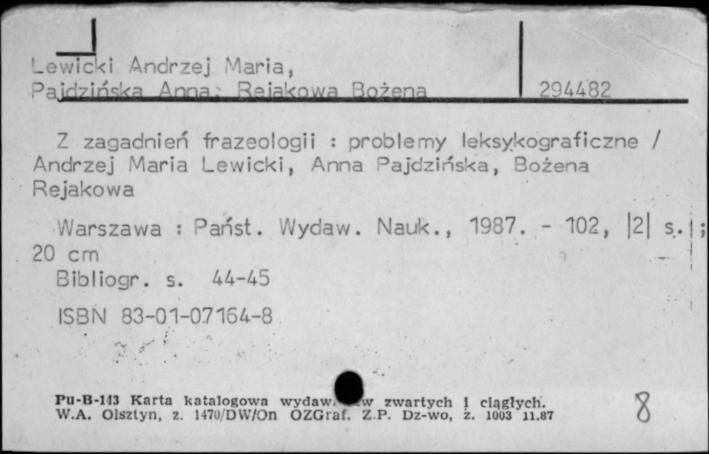 Lewicki Andrzej Maria,
Pajdzińska Anna; Rejakowa Bożena 294482
Z zagadnień frazeologii : problemy leksykograficzne /
Andrzej Maria Lewicki, Anna Pajdzińska, Bożena
Rejakowa
Warszawa : Państ. Wydaw. Nauk., 1987. - 102, |2| s. ;
20 cm
Bibliogr. s. 44-45
ISBN 83-01-07164-8
Pu-B-143 Karta katalogowa wydaw. zwartych i ciągłych.
W.A. Olsztyn, z. 1470/DW/On OZGraf. Z.P. Dz-wo, z. 1003 11.87
8